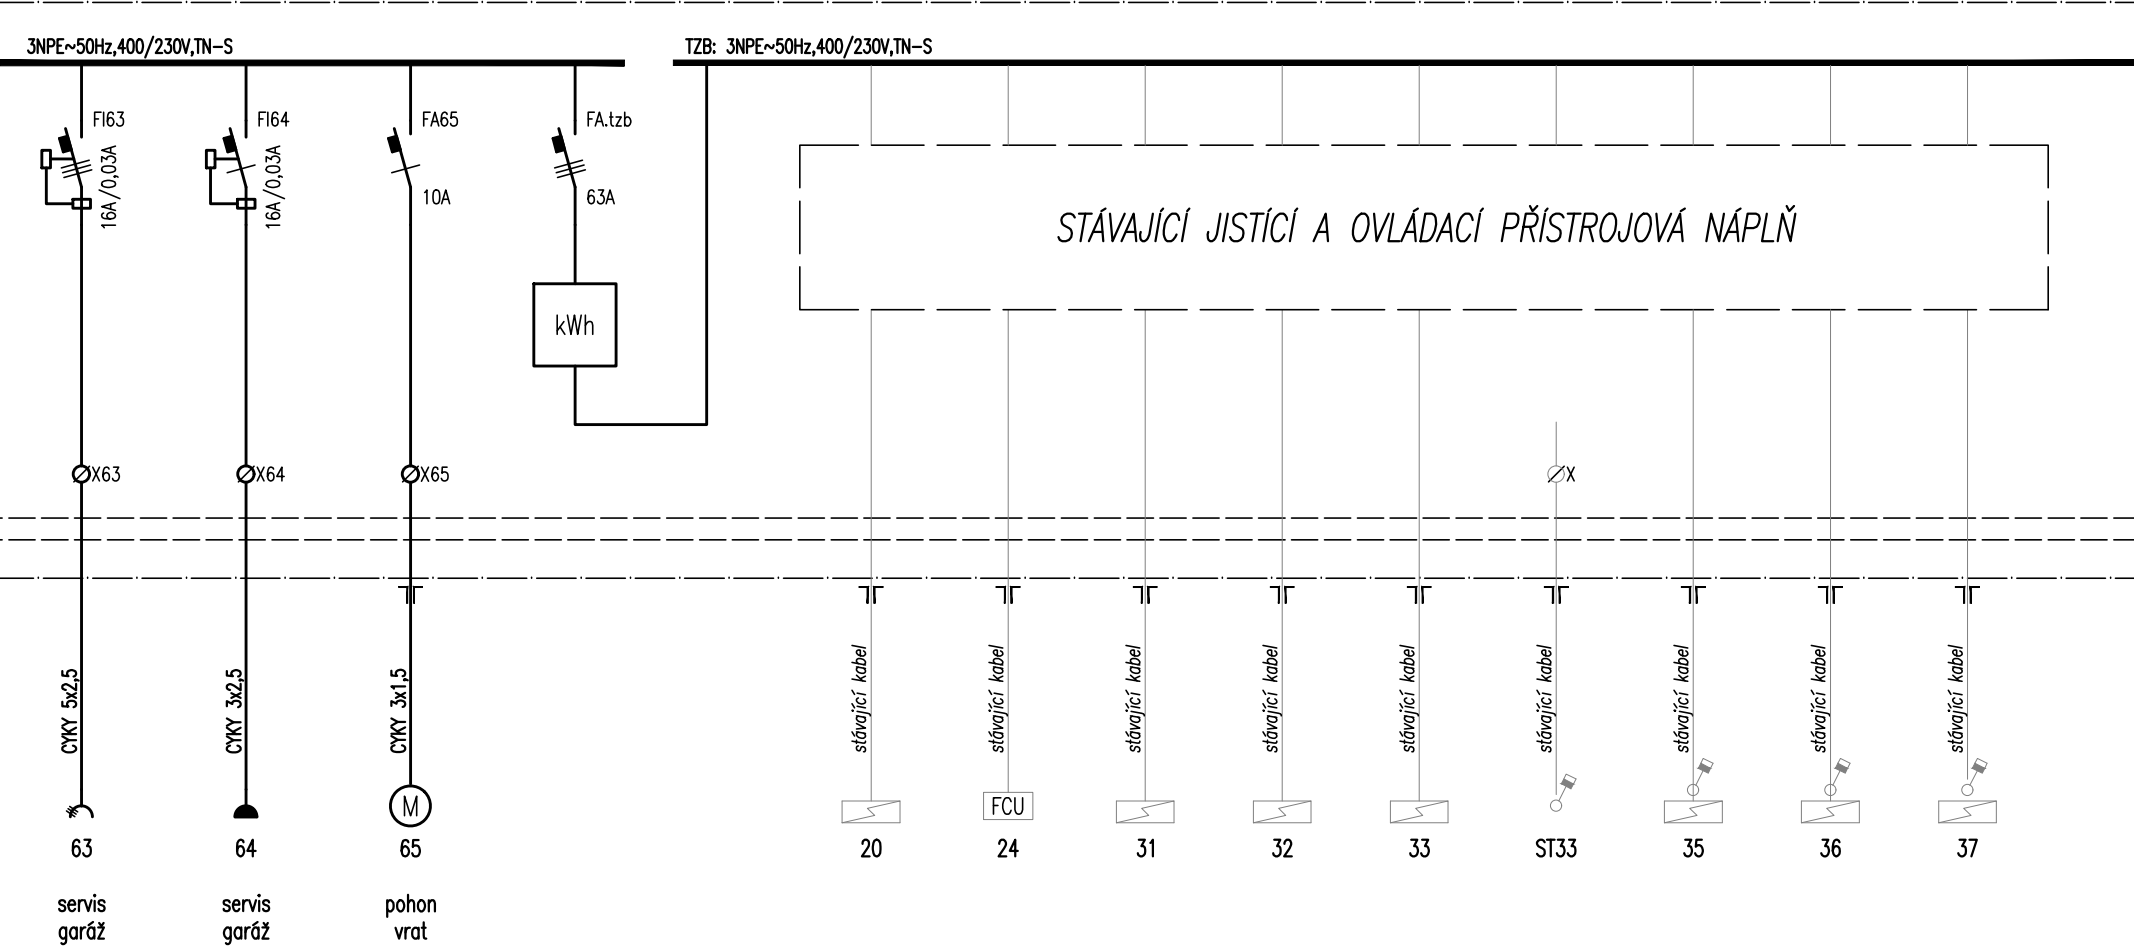 3NPE~50Hz,400/230V,TN-S
TZB: 3NPE~50Hz,400/230V,TN-S
FI63
16A/0,03A
FI64
16A/0,03A
FA65
10A
FA.tzb
63A
STÁVAJÍCÍ JISTÍCÍ A OVLÁDACÍ PŘÍSTROJOVÁ NÁPLŇ
kWh
X63
X64
X65
X
CYKY 5x2,5
CYKY 3x2,5
CYKY 3x1,5
stávající kabel
stávající kabel
stávající kabel
stávající kabel
stávající kabel
stávající kabel
stávající kabel
stávající kabel
stávající kabel
M
FCU
63
64
65
20
24
31
32
33
ST33
35
36
37
servis
garáž
servis
garáž
pohon
vrat